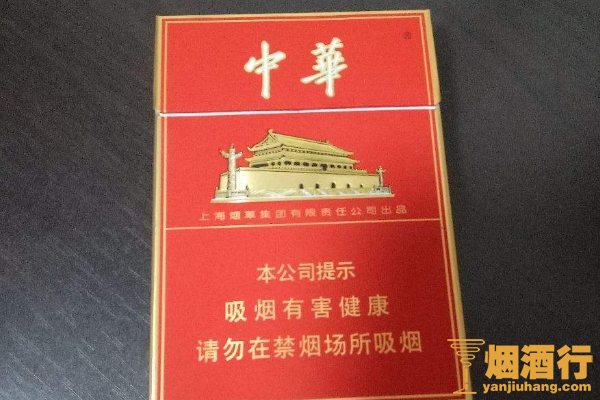 中華
®
上海烟草集团有限责任公司出品
本公司提示
吸烟有害健康
请勿在禁烟场所吸烟
烟酒行
yanjiuhang.com